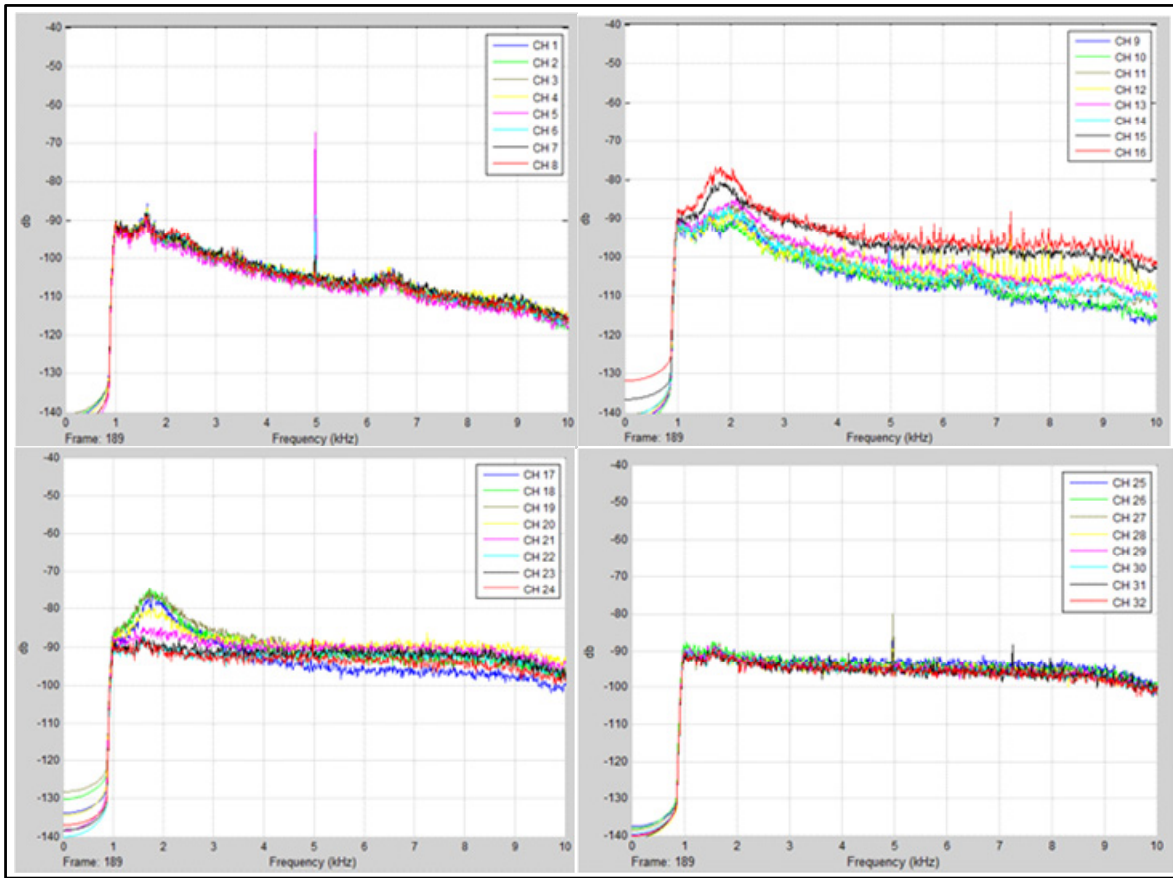 -40
-50
-60
-70
-80
-90
-100
-110
-120
-130
-140
db
0 1 2 3 4 5 6 7 8 9 10
Frame: 189 Frequency (kHz)
CH 1
CH 2
CH 3
CH 4
CH 5
CH 6
CH 7
CH 8
-40
-50
-60
-70
-80
-90
-100
-110
-120
-130
-140
db
0 1 2 3 4 5 6 7 8 9 10
Frame: 189 Frequency (kHz)
CH 9
CH 10
CH 11
CH 12
CH 13
CH 14
CH 15
CH 16
-40
-50
-60
-70
-80
-90
-100
-110
-120
-130
-140
db
0 1 2 3 4 5 6 7 8 9 10
Frame: 189 Frequency (kHz)
CH 17
CH 18
CH 19
CH 20
CH 21
CH 22
CH 23
CH 24
-40
-50
-60
-70
-80
-90
-100
-110
-120
-130
-140
db
0 1 2 3 4 5 6 7 8 9 10
Frame: 189 Frequency (kHz)
CH 25
CH 26
CH 27
CH 28
CH 29
CH 30
CH 31
CH 32